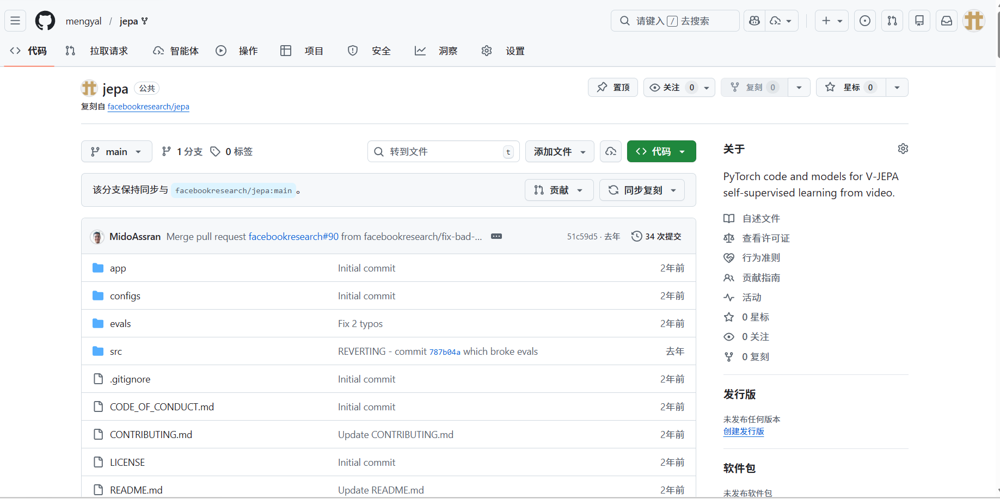 mengyal / jepa
请键入 / 去搜索
代码 拉取请求 智能体 操作 项目 安全 洞察 设置
jepa 公共
置顶 关注 0 复刻 0 星标 0
复刻自 facebookresearch/jepa
main 1 分支 0 标签 转到文件 t 添加文件 代码
该分支保持同步与 facebookresearch/jepa:main 。 贡献 同步复刻
MidoAssran Merge pull request facebookresearch#90 from facebookresearch/fix-bad-... 51c59d5 · 去年 34 次提交
app Initial commit 2年前
configs Initial commit 2年前
evals Fix 2 typos 2年前
src REVERTING - commit 787b04a which broke evals 去年
.gitignore Initial commit 2年前
CODE_OF_CONDUCT.md Initial commit 2年前
CONTRIBUTING.md Update CONTRIBUTING.md 2年前
LICENSE Initial commit 2年前
README.md Update README.md 2年前
关于
PyTorch code and models for V-JEPA
self-supervised learning from video.
自述文件
查看许可证
行为准则
贡献指南
活动
0 星标
0 关注
0 复刻
发行版
未发布任何版本
创建发行版
软件包
未发布软件包